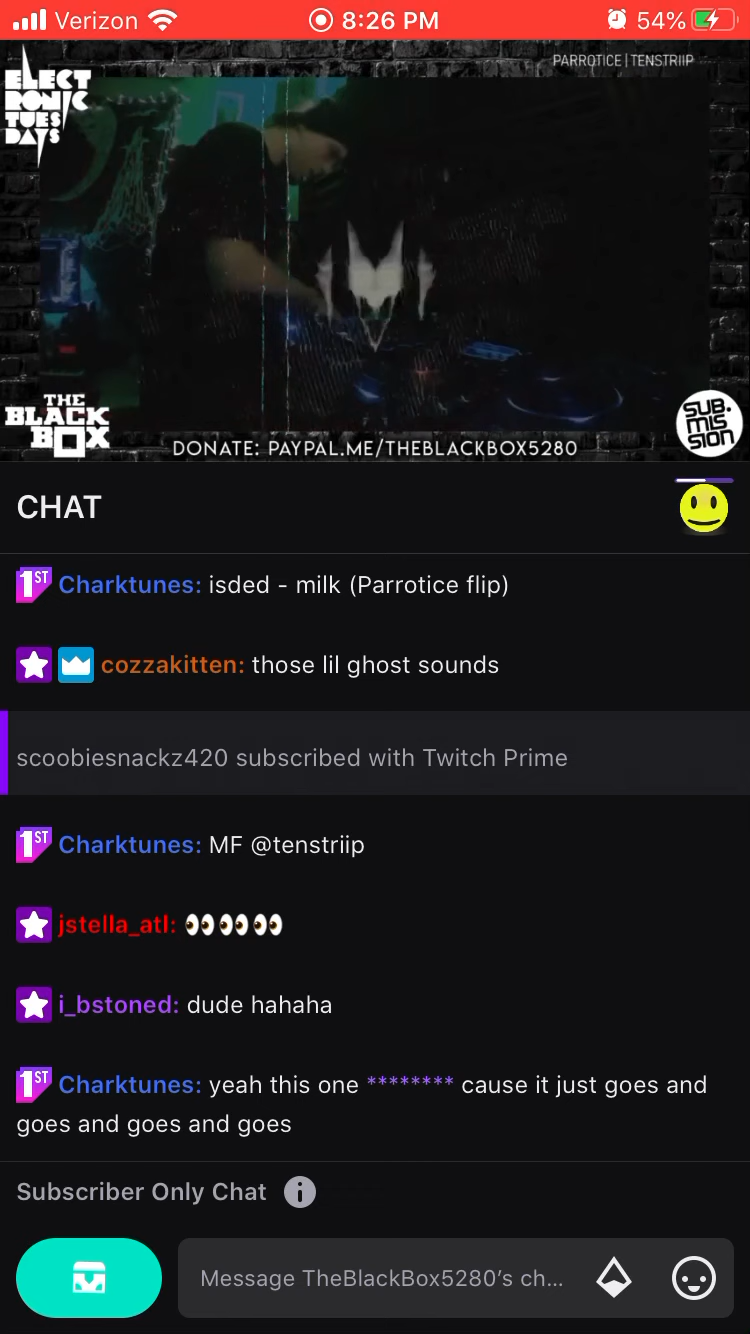 Verizon 8:26 PM 54%
PARROTICE | TENSTRIIP
ELECT
RONIC
TUES
DAYS
THE
BLACK
BOX
SUB.
MIS
SION
DONATE: PAYPAL.ME/THEBLACKBOX5280
CHAT
1ST Charktunes: isded - milk (Parrotice flip)
cozzakitten: those lil ghost sounds
scoobiesnackz420 subscribed with Twitch Prime
1ST Charktunes: MF @tenstriip
jstella_atl: 👀👀👀
i_bstoned: dude hahaha
1ST Charktunes: yeah this one ******** cause it just goes and
goes and goes and goes
Subscriber Only Chat
Message TheBlackBox5280’s ch...